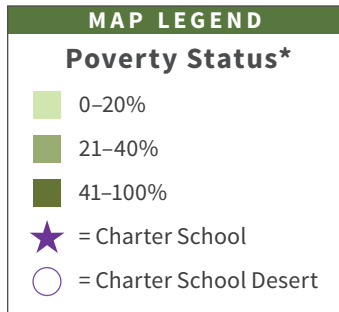 MAP LEGEND
Poverty Status*
0–20%
21–40%
41–100%
= Charter School
= Charter School Desert